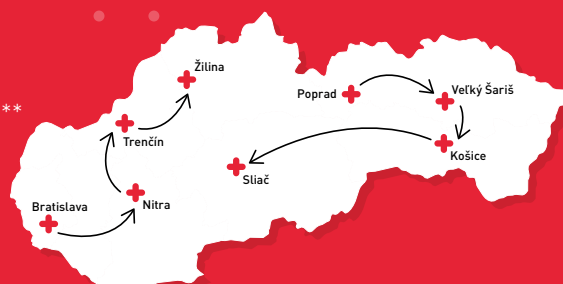 Žilina
Poprad
Veľký Šariš
**
Trenčín
Košice
Sliač
Bratislava
Nitra